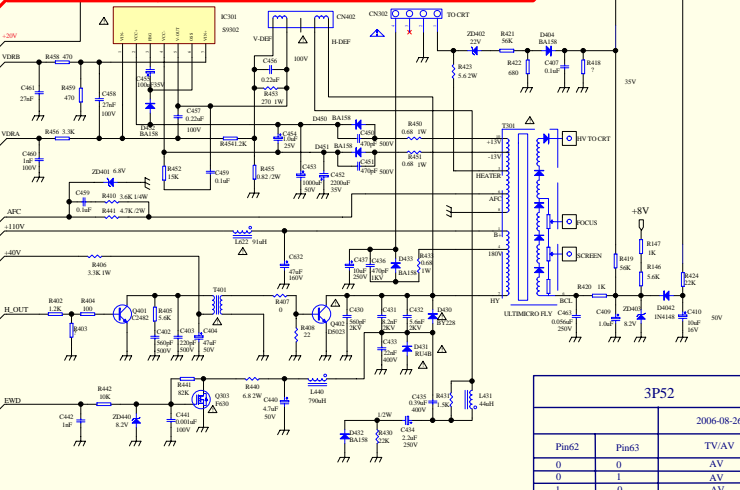 IC301
S9302
CN402
CN302
TO CRT
+20V
V-DEF
H-DEF
ZD402
22V
R421
56K
D404
BA158
VDRB
R458 470
C456
0.22uF
100V
R423
5.6 2W
R422
680
C407
0.1uF
R418
?
35V
C461
27nF
R459
470
C458
27nF
100V
R453
270 1W
C457
0.22uF
100V
BA158
VDRA
R456 3.3K
R454 1.2K
C454
1.0uF
25V
D450
BA158
C450
470pF 500V
R450
0.68 1W
D451
BA158
C451
470pF 500V
R451
0.68 1W
T301
+13V
-13V
HEATER
AFC
B+
180V
HY
HV TO CRT
FOCUS
SCREEN
BCL
ULTIMICRO FLY
C460
1nF
100V
ZD401 6.8V
R452
15K
C459
0.1uF
R455
0.82 /2W
C453
1000uF
50V
C452
2200uF
35V
C459
0.1uF
R410 3.6K 1/4W
R441 4.7K /2W
AFC
+110V
L622 91uH
+8V
R147
1K
R146
5.6K
+40V
R406
3.3K 1W
C632
47uF
160V
C437
10uF
250V
C436
470pF
1KV
D433
BA158
R433
0.68
1W
R419
56K
R424
22K
R420 1K
H_OUT
R402
1.2K
R404
100
R403
Q401
C2482
R405
5.6K
T401
C402
560pF
500V
C403
220pF
500V
C404
47uF
50V
R407
0
R408
22
Q402
D5023
C430
560pF
2KV
C431
8.2nF
2KV
C432
5.6nF
2KV
D430
BY228
C433
22nF
400V
D431
RU4B
C463
0.056uF
250V
C409
1.0uF
ZD403
8.2V
D4042
1N4148
C410
10uF
16V
50V
EWD
R442
10K
R441
82K
Q303
F630
R440
6.8 2W
C440
4.7uF
50V
L440
790uH
C435
0.39uF
400V
R431
1.5K
L431
44uH
C442
1nF
ZD440
8.2V
C441
0.001uF
100V
1/2W
D432
BA158
R430
22K
C434
2.2uF
250V
3P52
2006-08-26
Pin62 Pin63 TV/AV
0 0 AV
0 1 AV
1 0 AV